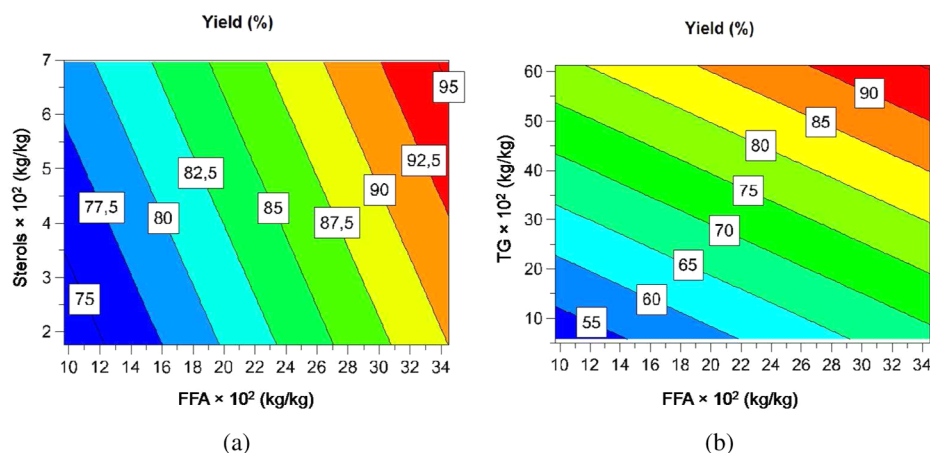 Yield (%)
7
6
5
4
3
2
Sterols × 10² (kg/kg)
95
92,5
90
87,5
85
82,5
80
77,5
75
10 12 14 16 18 20 22 24 26 28 30 32 34
FFA × 10² (kg/kg)
(a)
Yield (%)
60
50
40
30
20
10
TG × 10² (kg/kg)
90
85
80
75
70
65
60
55
10 12 14 16 18 20 22 24 26 28 30 32 34
FFA × 10² (kg/kg)
(b)